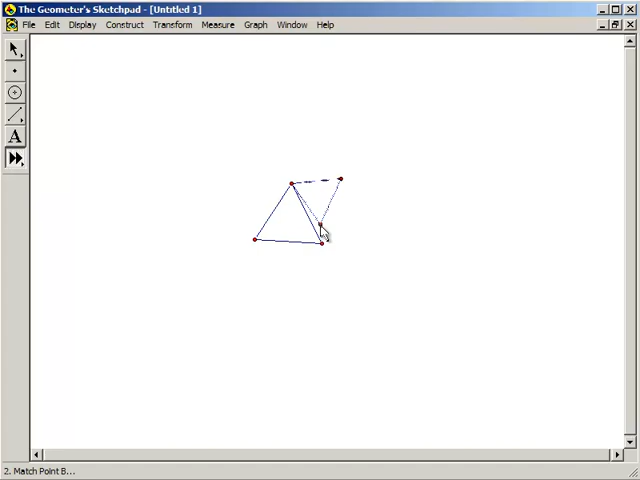 The Geometer's Sketchpad - [Untitled 1]
File Edit Display Construct Transform Measure Graph Window Help
A
2. Match Point B...